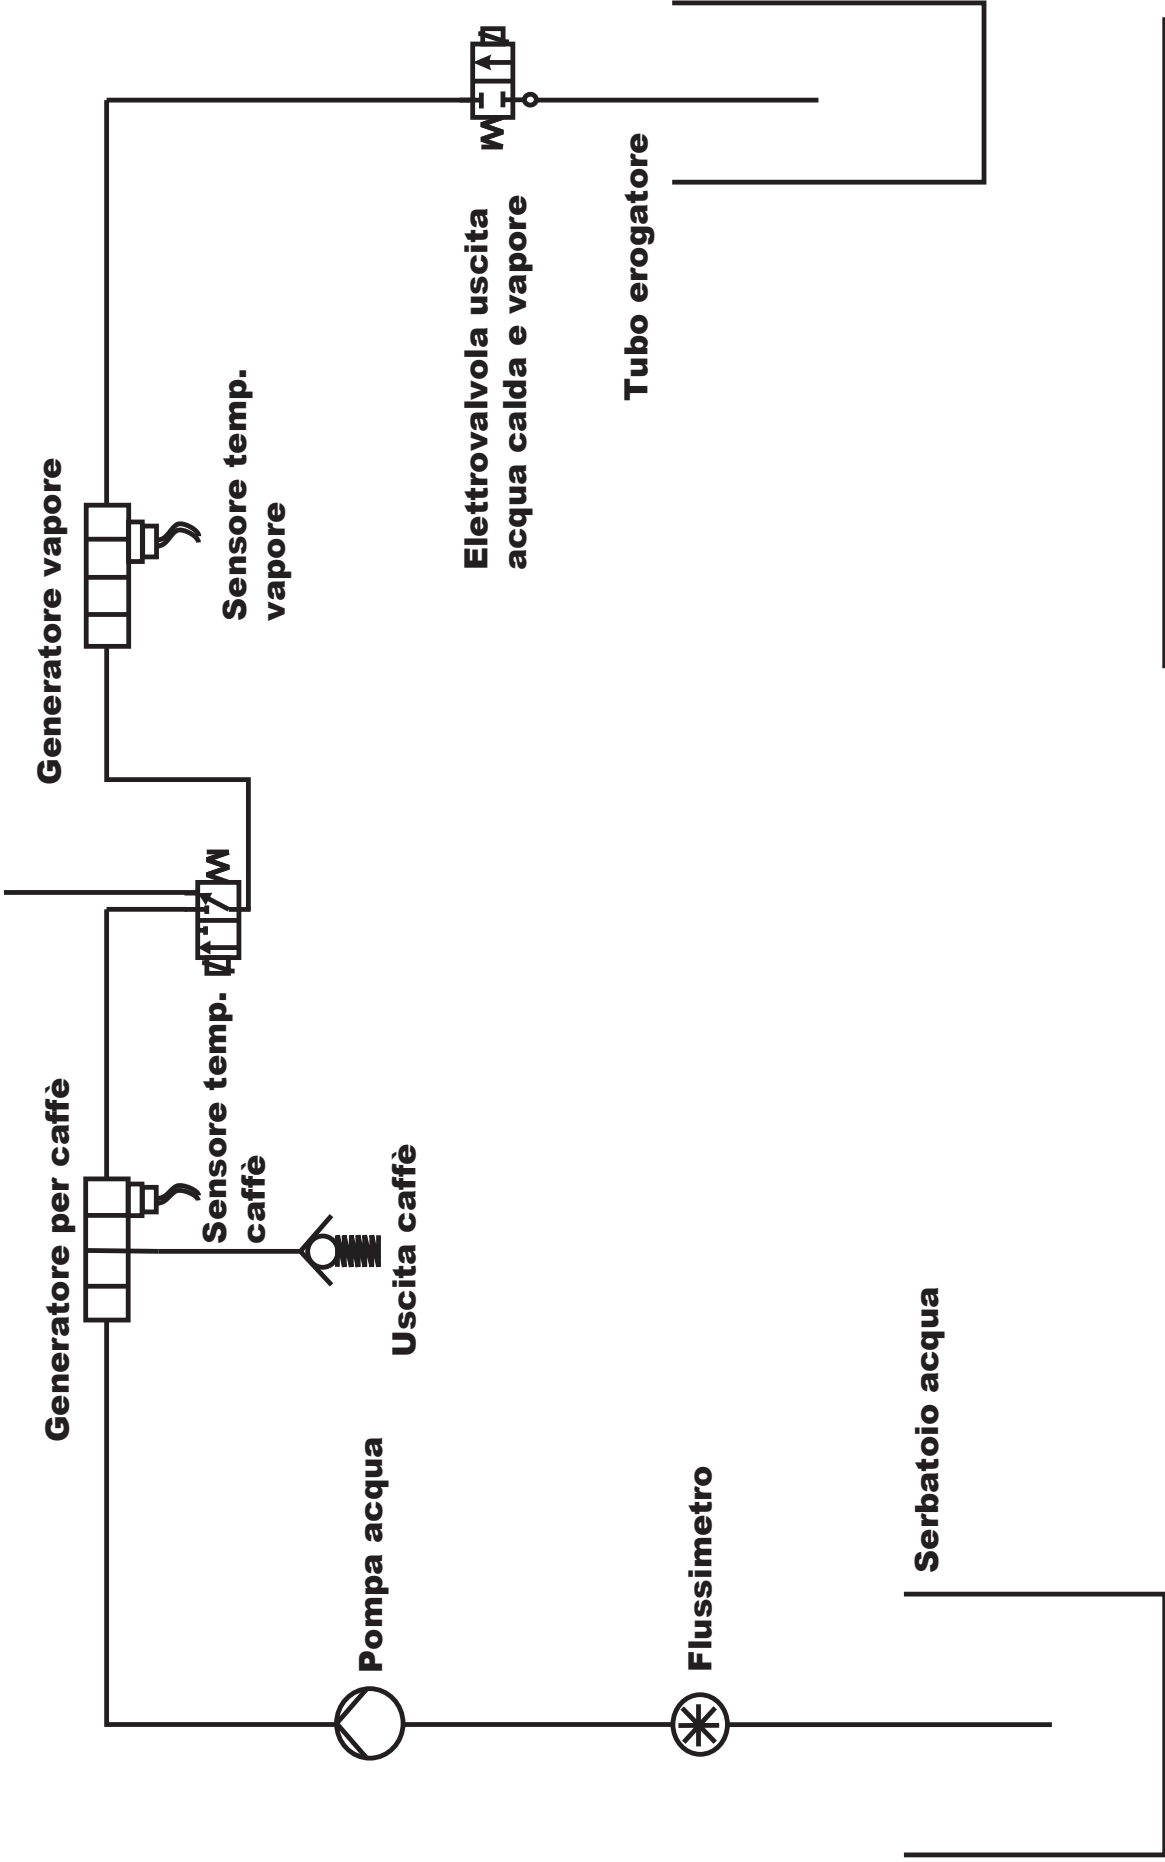 Generatore per caffè
Sensore temp.
caffè
Uscita caffè
Pompa acqua
Flussimetro
Serbatoio acqua
Generatore vapore
Sensore temp.
vapore
Elettrovalvola uscita
acqua calda e vapore
Tubo erogatore